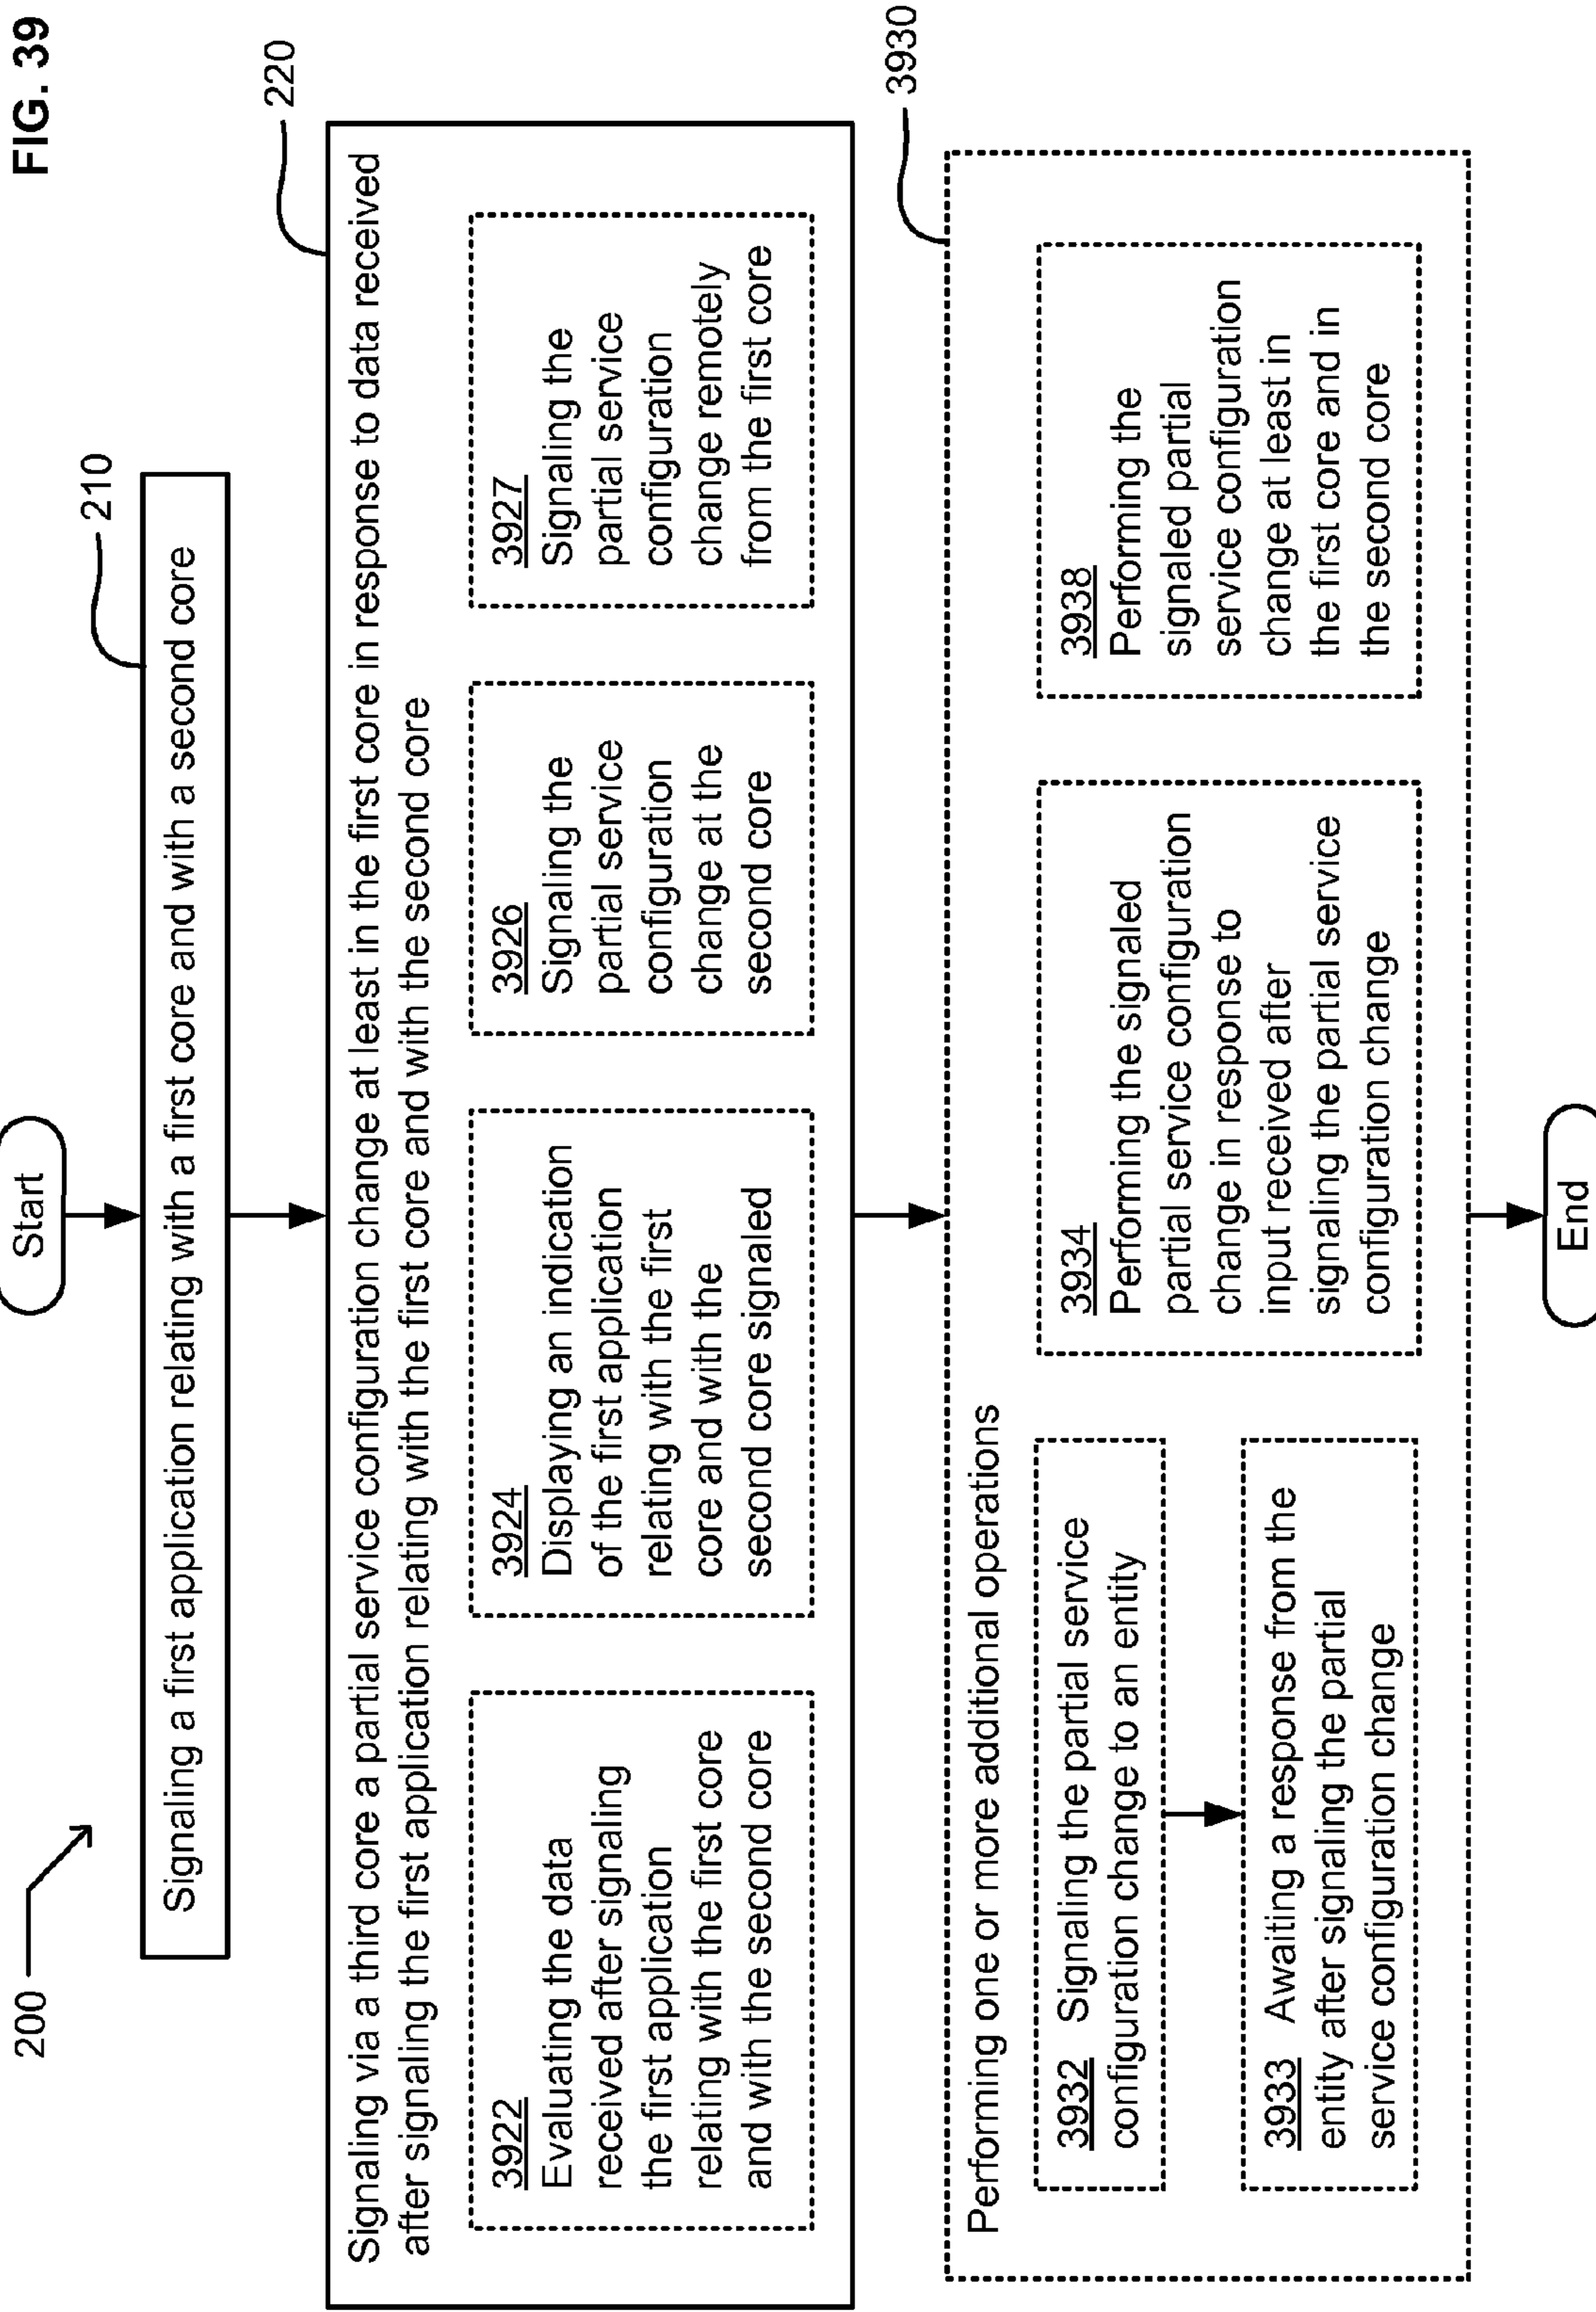 FIG. 39
200
Start
210
Signaling a first application relating with a first core and with a second core
220
Signaling via a third core a partial service configuration change at least in the first core in response to data received
after signaling the first application relating with the first core and with the second core
3922
Evaluating the data
received after signaling
the first application
relating with the first core
and with the second core
3924
Displaying an indication
of the first application
relating with the first
core and with the
second core signaled
3926
Signaling the
partial service
configuration
change at the
second core
3927
Signaling the
partial service
configuration
change remotely
from the first core
3930
Performing one or more additional operations
3932 Signaling the partial service
configuration change to an entity
3933 Awaiting a response from the
entity after signaling the partial
service configuration change
3934
Performing the signaled
partial service configuration
change in response to
input received after
signaling the partial service
configuration change
3938
Performing the
signaled partial
service configuration
change at least in
the first core and in
the second core
End